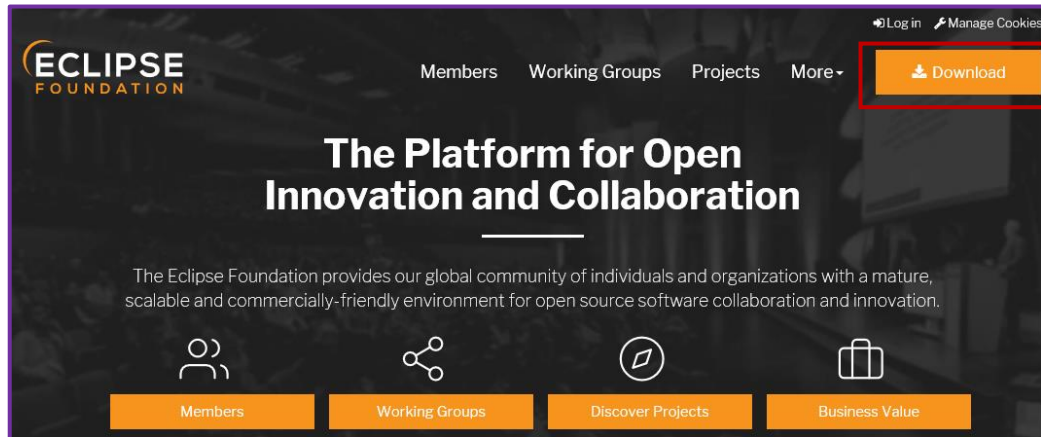 Log in Manage Cookies
ECLIPSE
FOUNDATION
Members Working Groups Projects More Download
The Platform for Open
Innovation and Collaboration
The Eclipse Foundation provides our global community of individuals and organizations with a mature,
scalable and commercially-friendly environment for open source software collaboration and innovation.
Members Working Groups Discover Projects Business Value